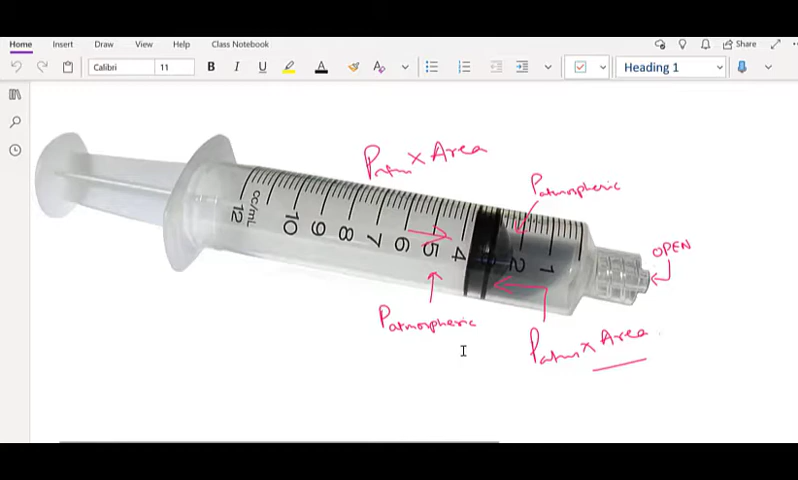 Home Insert Draw View Help Class Notebook Share
Calibri 11 B I U A A Heading 1
Patm × Area
Patmospheric
cc/mL
12 10 9 8 7 6 5 4 2 1
OPEN
Patmospheric
Patm × Area